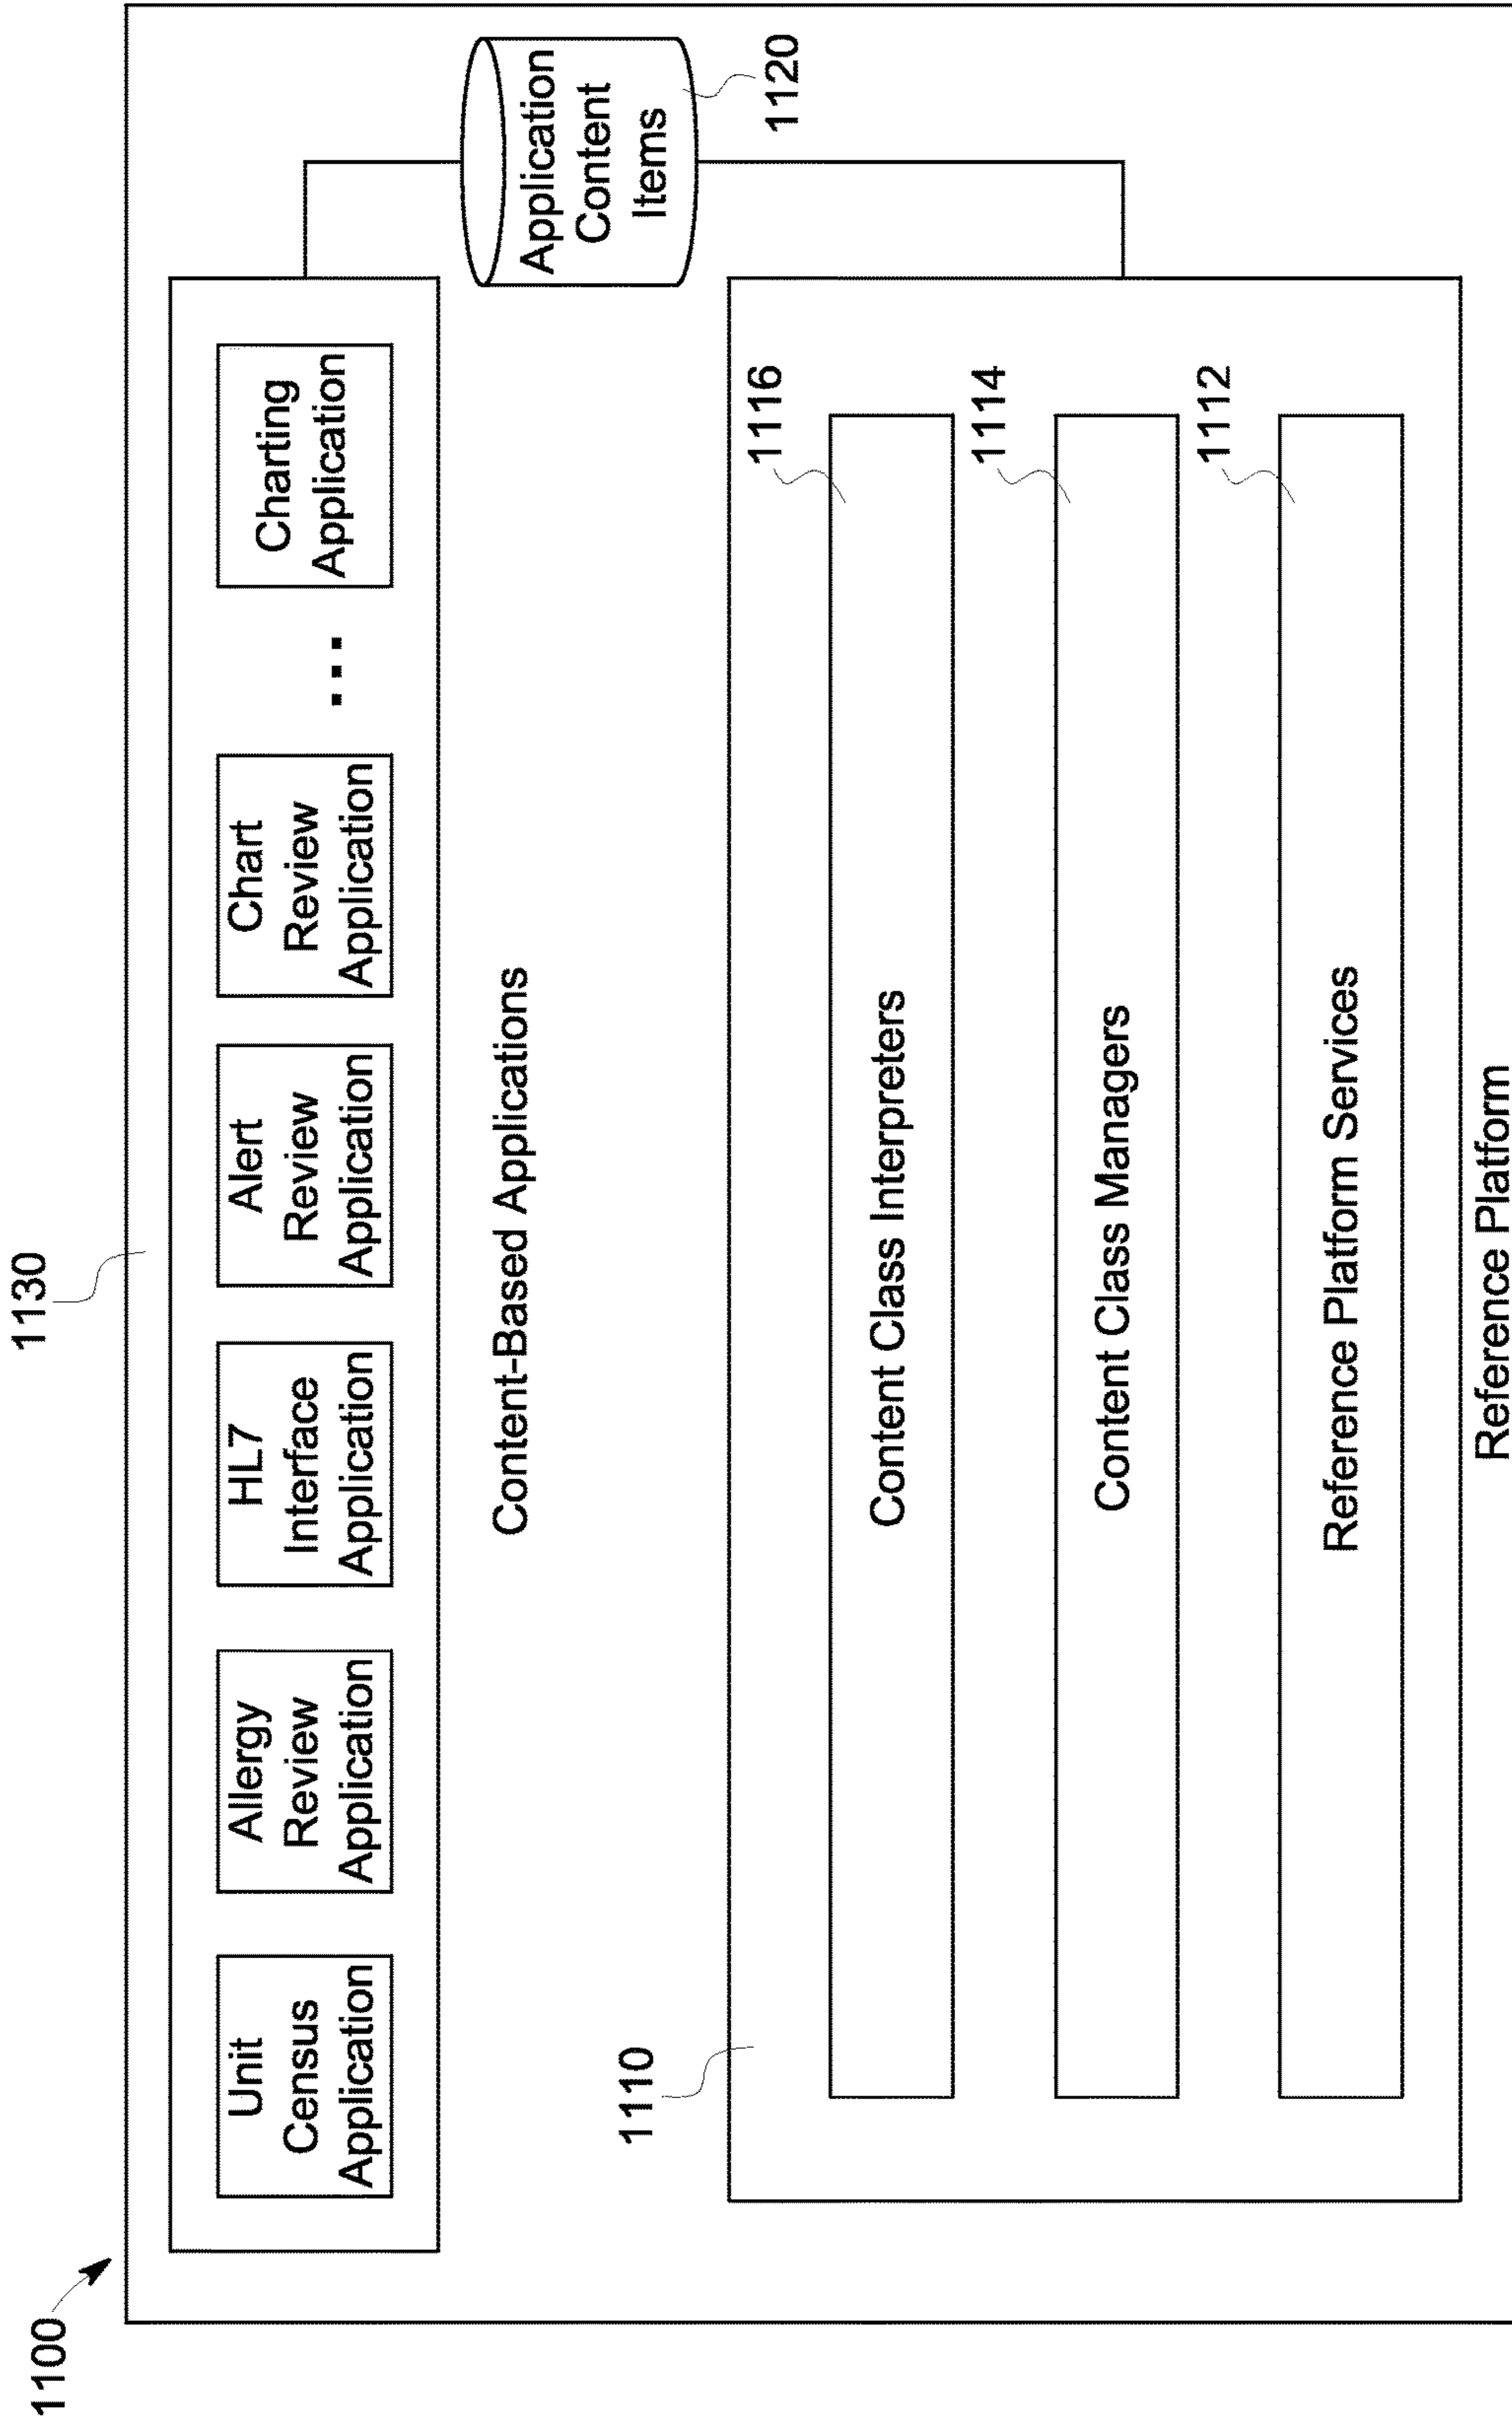 1100
1130
Unit
Census
Application
Allergy
Review
Application
HL7
Interface
Application
Alert
Review
Application
Chart
Review
Application
...
Charting
Application
Content-Based Applications
Application
Content
Items
1120
1110
1116
Content Class Interpreters
1114
Content Class Managers
1112
Reference Platform Services
Reference Platform